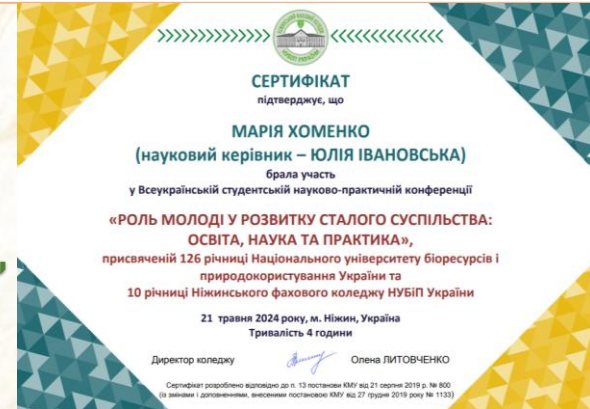 СЕРТИФІКАТ
підтверджує, що
МАРІЯ ХОМЕНКО
(науковий керівник – ЮЛІЯ ІВАНОВСЬКА)
брала участь
у Всеукраїнській студентській науково-практичній конференції
«РОЛЬ МОЛОДІ У РОЗВИТКУ СТАЛОГО СУСПІЛЬСТВА:
ОСВІТА, НАУКА ТА ПРАКТИКА»,
присвяченій 126 річниці Національного університету біоресурсів і
природокористування України та
10 річниці Ніжинського фахового коледжу НУБіП України
21 травня 2024 року, м. Ніжин, Україна
Тривалість 4 години
Директор коледжу Олена ЛИТОВЧЕНКО
Сертифікат розроблено відповідно до п. 13 постанови КМУ від 21 серпня 2019 р. № 800
(із змінами і доповненнями, внесеними постановою КМУ від 27 грудня 2019 року № 1133)